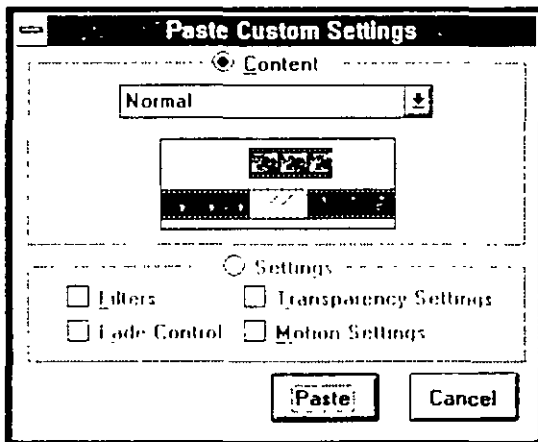 Paste Custom Settings
Content
Normal
Settings
Filters Transparency Settings
Fade Control Motion Settings
Paste Cancel